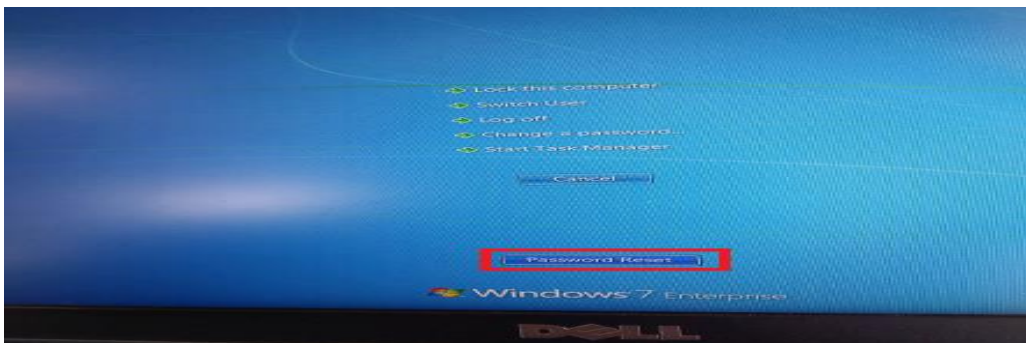 Lock this computer
Switch User
Log off
Change a password...
Start Task Manager
Cancel
Password Reset
Windows 7 Enterprise
DELL